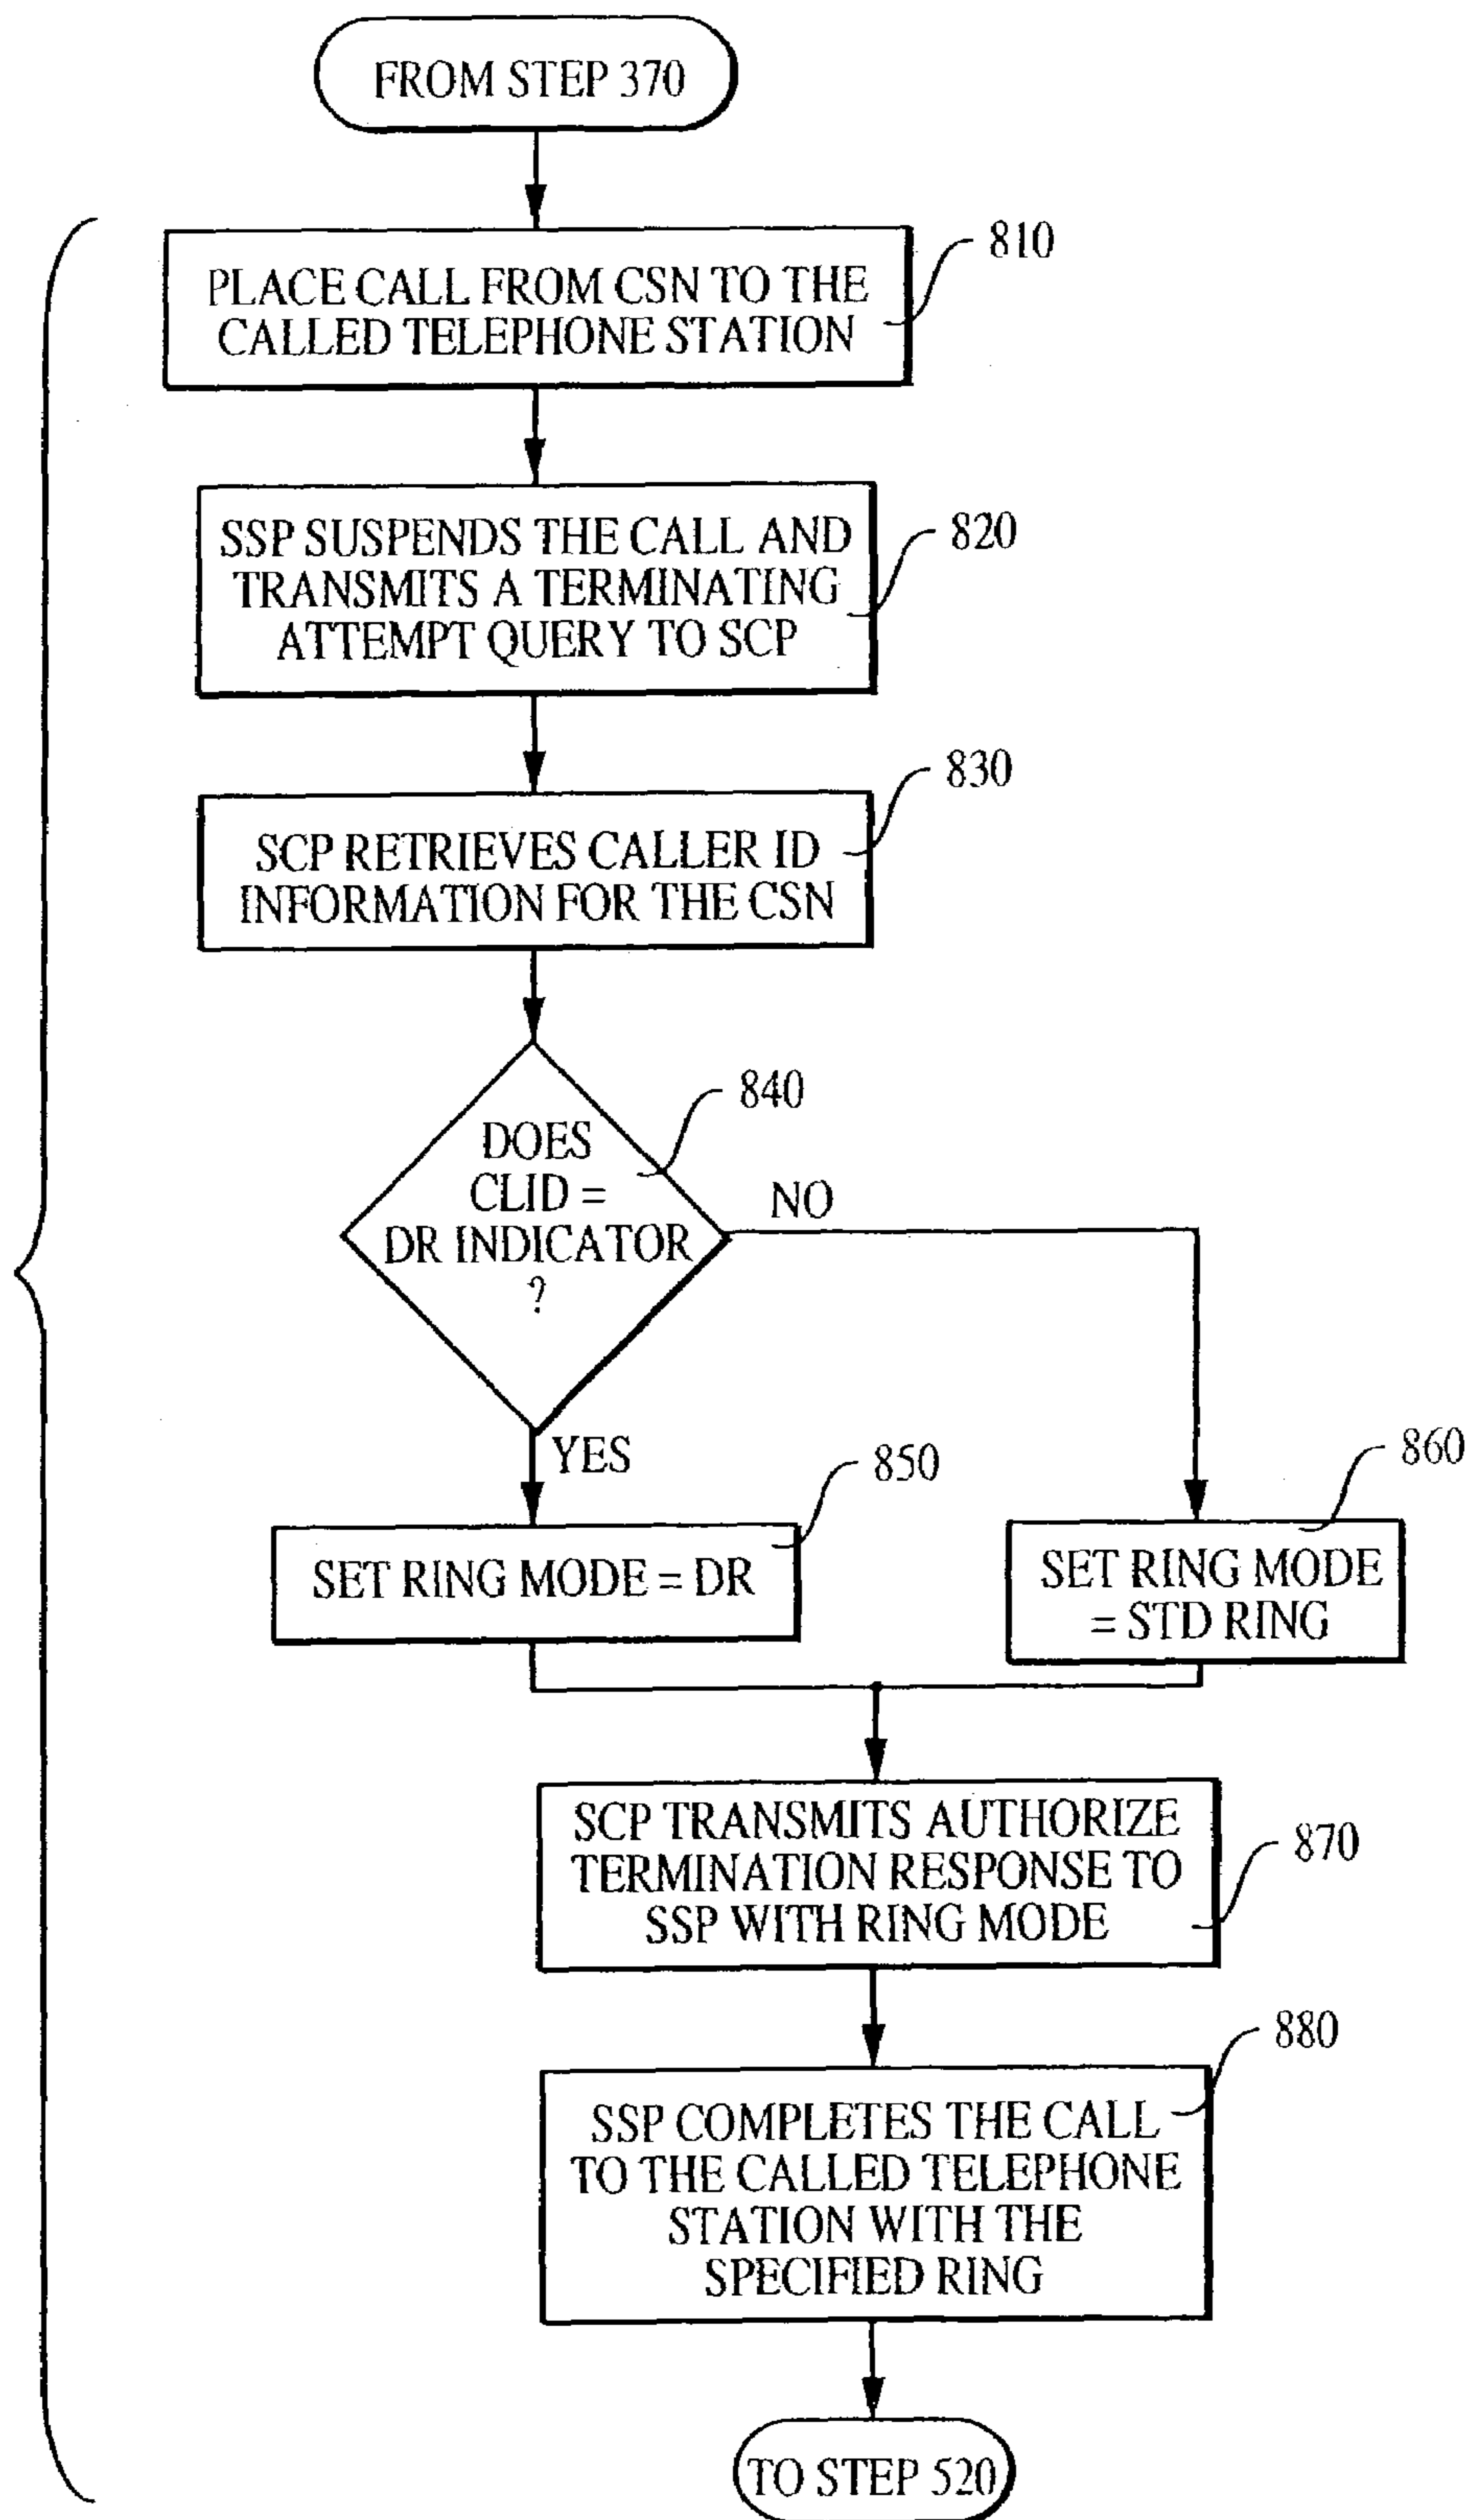 FROM STEP 370
810
PLACE CALL FROM CSN TO THE
CALLED TELEPHONE STATION
820
SSP SUSPENDS THE CALL AND
TRANSMITS A TERMINATING
ATTEMPT QUERY TO SCP
830
SCP RETRIEVES CALLER ID
INFORMATION FOR THE CSN
840
DOES
CLID =
DR INDICATOR
?
NO
YES
850
SET RING MODE = DR
860
SET RING MODE
= STD RING
870
SCP TRANSMITS AUTHORIZE
TERMINATION RESPONSE TO
SSP WITH RING MODE
880
SSP COMPLETES THE CALL
TO THE CALLED TELEPHONE
STATION WITH THE
SPECIFIED RING
TO STEP 520